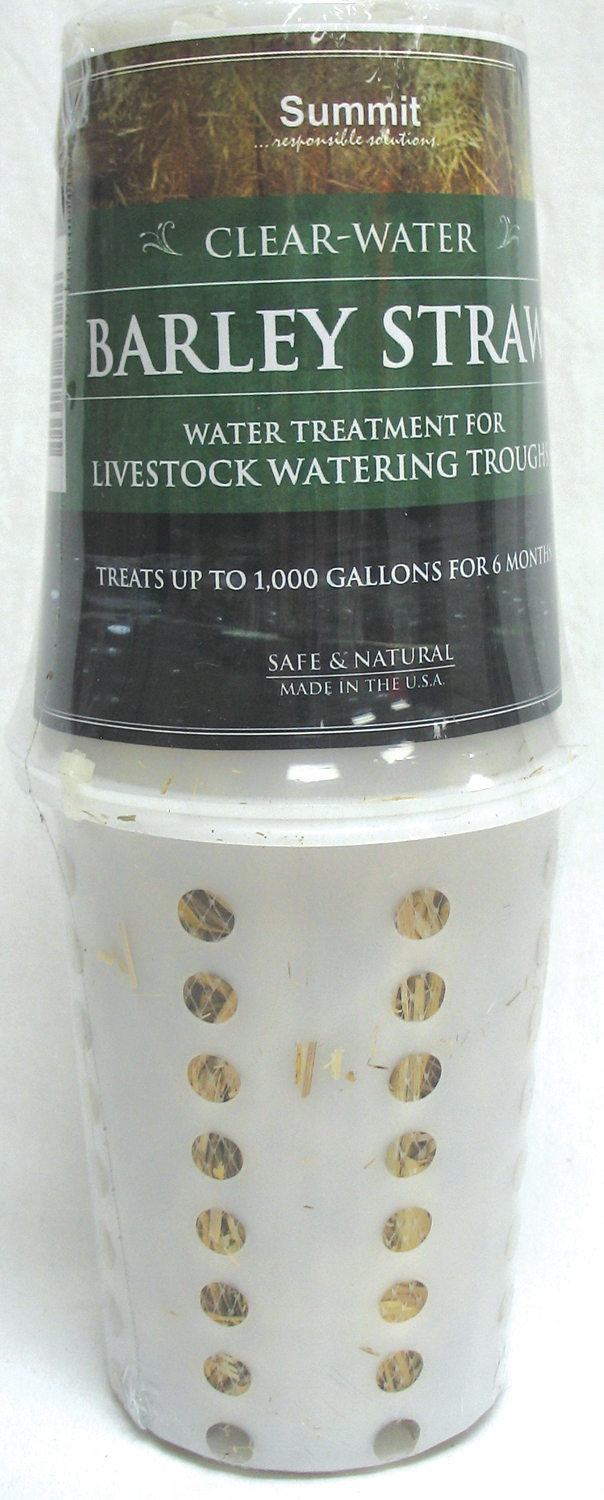 Summit
...responsible solutions.
CLEAR-WATER
BARLEY STRAW
WATER TREATMENT FOR
LIVESTOCK WATERING TROUGHS
TREATS UP TO 1,000 GALLONS FOR 6 MONTHS
SAFE & NATURAL
MADE IN THE U.S.A.